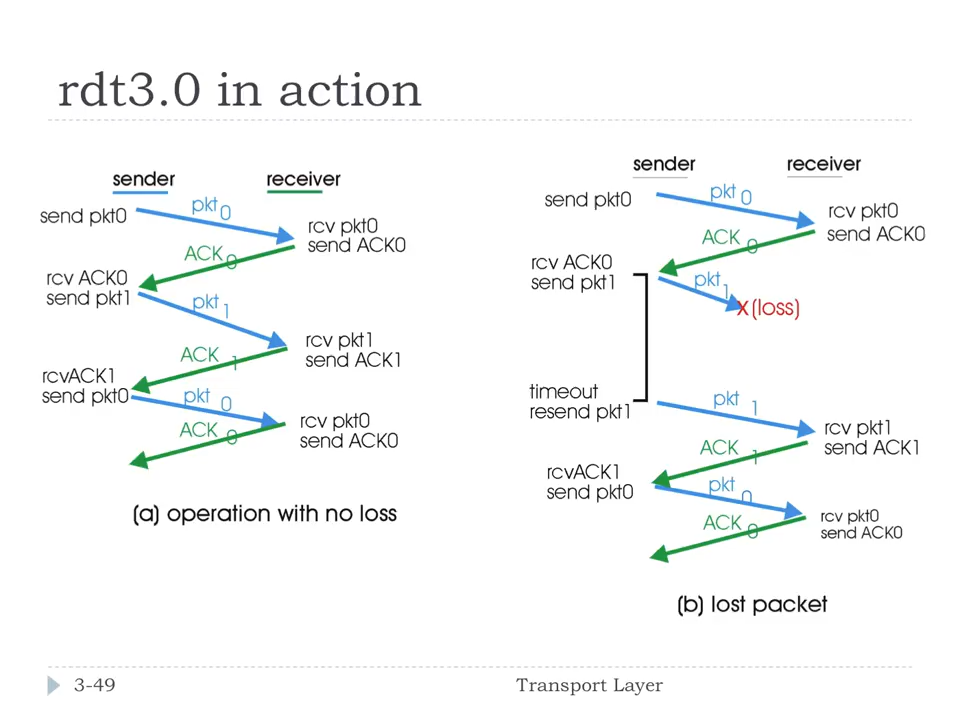 rdt3.0 in action
sender
receiver
send pkt0
pkt0
rcv pkt0
send ACK0
ACK0
rcv ACK0
send pkt1
pkt1
rcv pkt1
send ACK1
ACK1
rcvACK1
send pkt0
pkt0
rcv pkt0
send ACK0
ACK0
(a) operation with no loss
sender
receiver
send pkt0
pkt0
rcv pkt0
send ACK0
ACK0
rcv ACK0
send pkt1
pkt1
X(loss)
timeout
resend pkt1
pkt1
rcv pkt1
send ACK1
ACK1
rcvACK1
send pkt0
pkt0
rcv pkt0
send ACK0
ACK0
(b) lost packet
3-49
Transport Layer